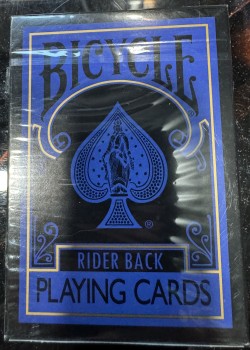 BICYCLE
®
RIDER BACK
PLAYING CARDS